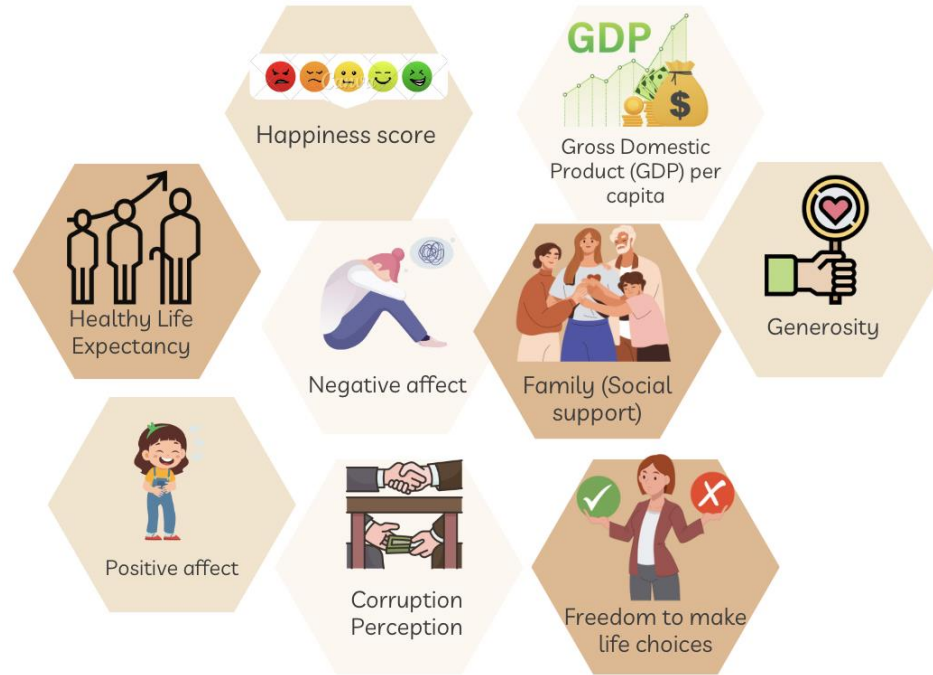 Happiness score
GDP
$
Gross Domestic
Product (GDP) per
capita
Healthy Life
Expectancy
Negative affect
Family (Social
support)
Generosity
Positive affect
Corruption
Perception
Freedom to make
life choices